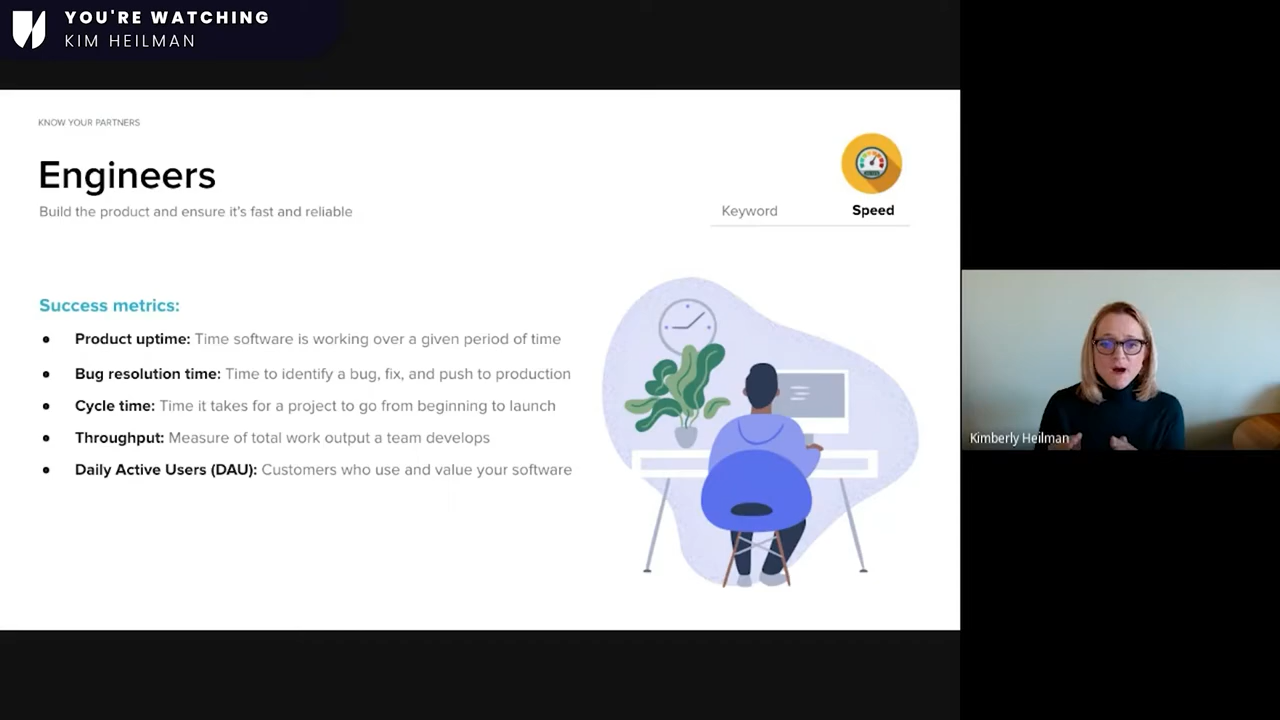 YOU'RE WATCHING
KIM HEILMAN
KNOW YOUR PARTNERS
Engineers
Build the product and ensure it's fast and reliable
Keyword Speed
Success metrics:
● Product uptime: Time software is working over a given period of time
● Bug resolution time: Time to identify a bug, fix, and push to production
● Cycle time: Time it takes for a project to go from beginning to launch
● Throughput: Measure of total work output a team develops
● Daily Active Users (DAU): Customers who use and value your software
Kimberly Heilman